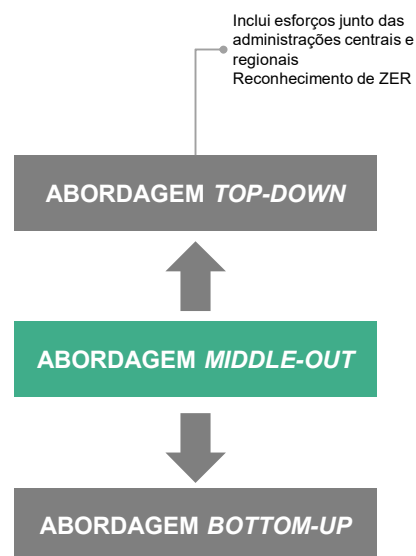 Inclui esforços junto das
administrações centrais e
regionais
Reconhecimento de ZER
ABORDAGEM TOP-DOWN
ABORDAGEM MIDDLE-OUT
ABORDAGEM BOTTOM-UP